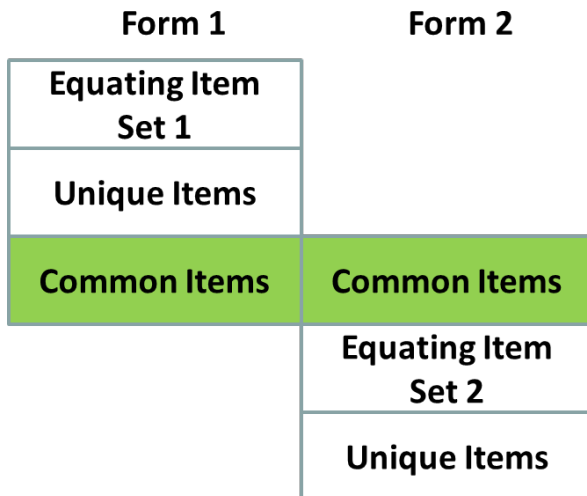 Form 1
Form 2
Equating Item
Set 1
Unique Items
Common Items
Common Items
Equating Item
Set 2
Unique Items